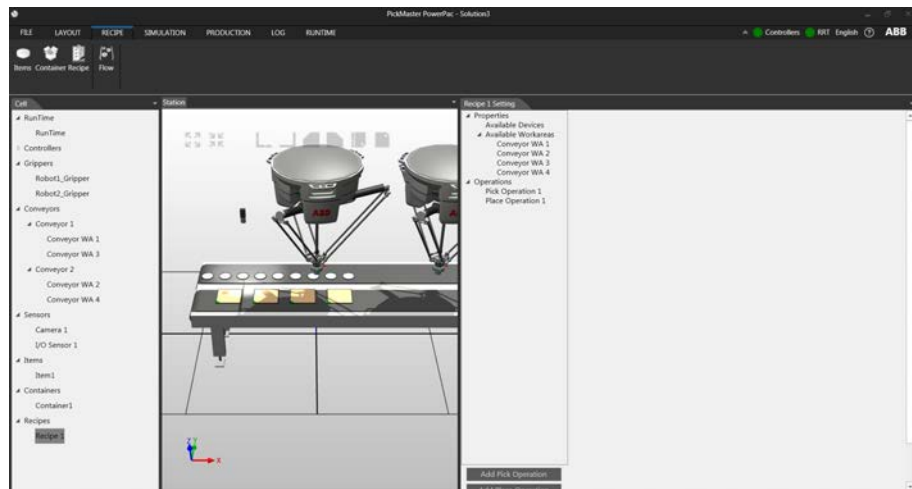 PickMaster PowerPac - Solution3
FILE LAYOUT RECIPE SIMULATION PRODUCTION LOG RUNTIME Controllers RRT English ABB
Items Container Recipe Flow
Cell
RunTime
RunTime
Controllers
Grippers
Robot1_Gripper
Robot2_Gripper
Conveyors
Conveyor 1
Conveyor WA 1
Conveyor WA 3
Conveyor 2
Conveyor WA 2
Conveyor WA 4
Sensors
Camera 1
I/O Sensor 1
Items
Item1
Containers
Container1
Recipes
Recipe 1
Station
ABB
Z
Y
X
Recipe 1 Setting
Properties
Available Devices
Available Workareas
Conveyor WA 1
Conveyor WA 2
Conveyor WA 3
Conveyor WA 4
Operations
Pick Operation 1
Place Operation 1
Add Pick Operation